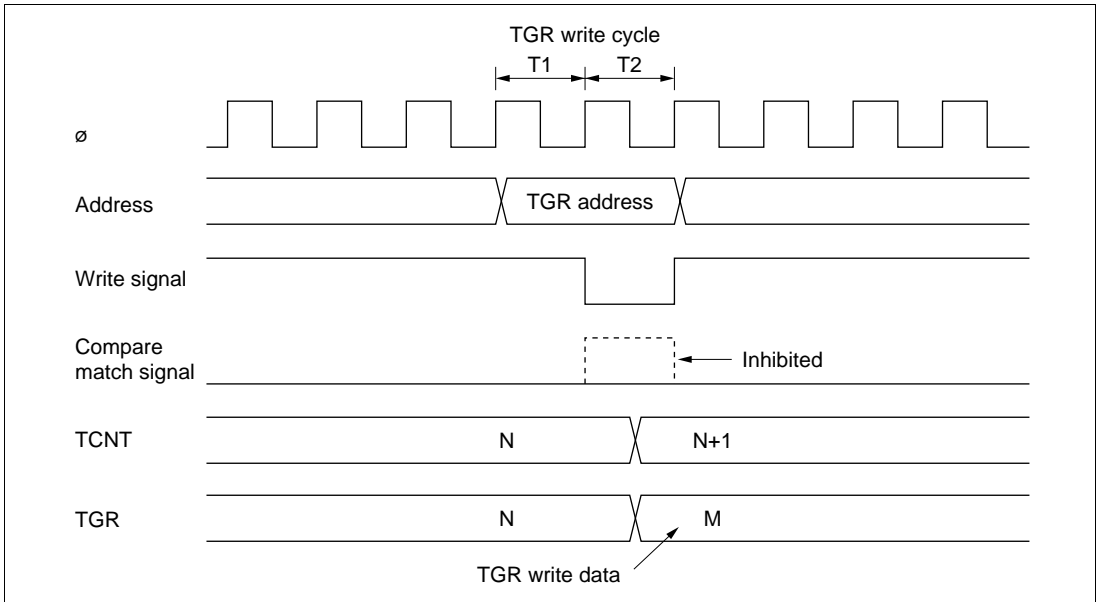 TGR write cycle
T1 T2
ø
Address TGR address
Write signal
Compare
match signal Inhibited
TCNT N N+1
TGR N M
TGR write data